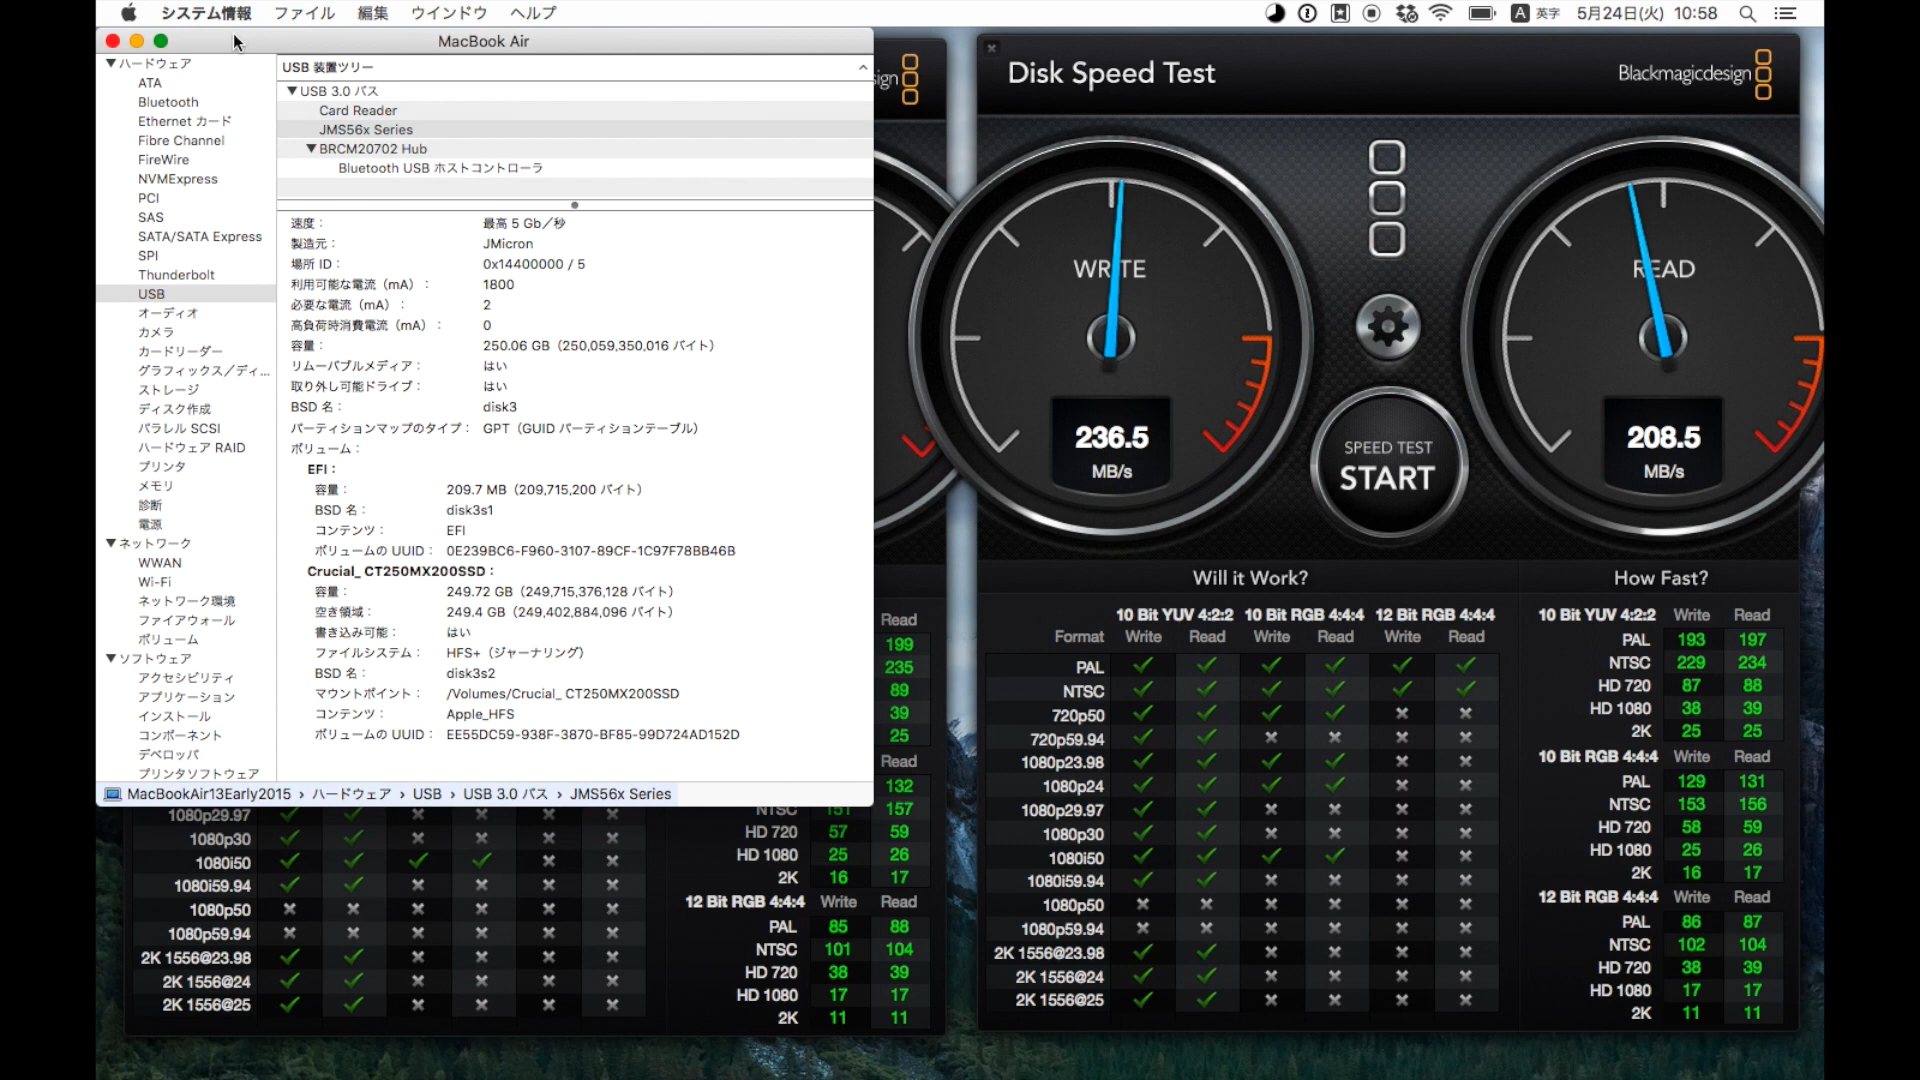 システム情報 ファイル 編集 ウインドウ ヘルプ
A 英字 5月24日(火) 10:58
MacBook Air
▼ハードウェア
ATA
Bluetooth
Ethernet カード
Fibre Channel
FireWire
NVMExpress
PCI
SAS
SATA/SATA Express
SPI
Thunderbolt
USB
オーディオ
カメラ
カードリーダー
グラフィックス／ディ...
ストレージ
ディスク作成
パラレル SCSI
ハードウェア RAID
プリンタ
メモリ
診断
電源
▼ネットワーク
WWAN
Wi-Fi
ネットワーク環境
ファイアウォール
ボリューム
▼ソフトウェア
アクセシビリティ
アプリケーション
インストール
コンポーネント
デベロッパ
プリンタソフトウェア
USB 装置ツリー
▼USB 3.0 バス
Card Reader
JMS56x Series
▼BRCM20702 Hub
Bluetooth USB ホストコントローラ
速度： 最高 5 Gb／秒
製造元： JMicron
場所 ID： 0x14400000 / 5
利用可能な電流（mA）： 1800
必要な電流（mA）： 2
高負荷時消費電流（mA）： 0
容量： 250.06 GB（250,059,350,016 バイト）
リムーバブルメディア： はい
取り外し可能ドライブ： はい
BSD 名： disk3
パーティションマップのタイプ： GPT（GUID パーティションテーブル）
ボリューム：
EFI：
容量： 209.7 MB（209,715,200 バイト）
BSD 名： disk3s1
コンテンツ： EFI
ボリュームの UUID： 0E239BC6-F960-3107-89CF-1C97F78BB46B
Crucial_ CT250MX200SSD：
容量： 249.72 GB（249,715,376,128 バイト）
空き領域： 249.4 GB（249,402,884,096 バイト）
書き込み可能： はい
ファイルシステム： HFS+（ジャーナリング）
BSD 名： disk3s2
マウントポイント： /Volumes/Crucial_ CT250MX200SSD
コンテンツ： Apple_HFS
ボリュームの UUID： EE55DC59-938F-3870-BF85-99D724AD152D
MacBookAir13Early2015 › ハードウェア › USB › USB 3.0 バス › JMS56x Series
1080p29.97
1080p30
1080i50
1080i59.94
1080p50
1080p59.94
2K 1556@23.98
2K 1556@24
2K 1556@25
ign
Read
199
235
89
39
25
Read
132
NTSC 151 157
HD 720 57 59
HD 1080 25 26
2K 16 17
12 Bit RGB 4:4:4 Write Read
PAL 85 88
NTSC 101 104
HD 720 38 39
HD 1080 17 17
2K 11 11
Disk Speed Test
Blackmagicdesign
WRITE
236.5
MB/s
SPEED TEST
START
READ
208.5
MB/s
Will it Work?
10 Bit YUV 4:2:2 10 Bit RGB 4:4:4 12 Bit RGB 4:4:4
Format Write Read Write Read Write Read
PAL
NTSC
720p50
720p59.94
1080p23.98
1080p24
1080p29.97
1080p30
1080i50
1080i59.94
1080p50
1080p59.94
2K 1556@23.98
2K 1556@24
2K 1556@25
How Fast?
10 Bit YUV 4:2:2 Write Read
PAL 193 197
NTSC 229 234
HD 720 87 88
HD 1080 38 39
2K 25 25
10 Bit RGB 4:4:4 Write Read
PAL 129 131
NTSC 153 156
HD 720 58 59
HD 1080 25 26
2K 16 17
12 Bit RGB 4:4:4 Write Read
PAL 86 87
NTSC 102 104
HD 720 38 39
HD 1080 17 17
2K 11 11